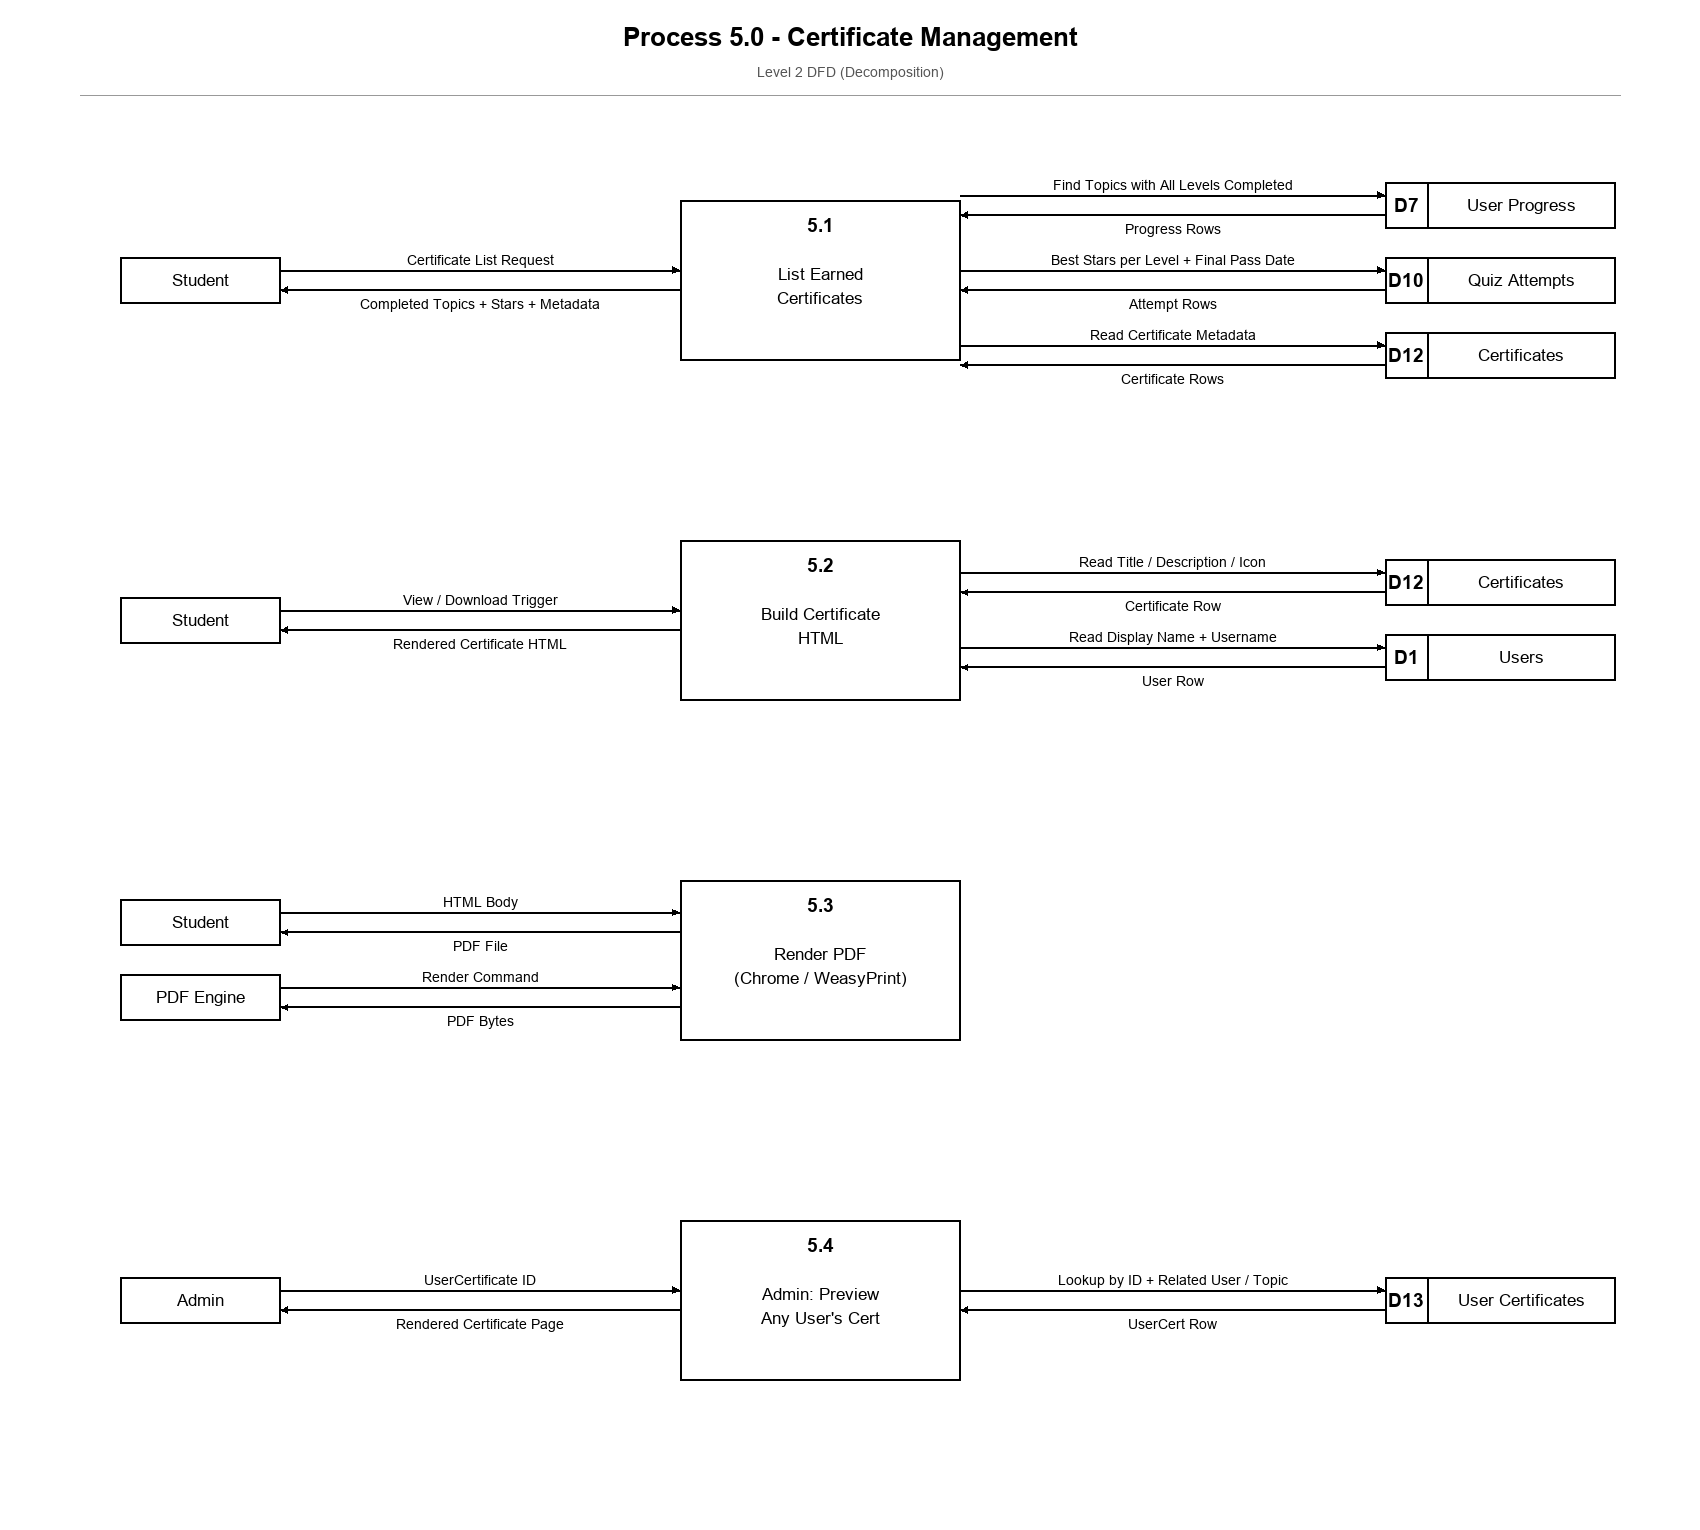 Process 5.0 - Certificate Management
Level 2 DFD (Decomposition)
Find Topics with All Levels Completed
D7
User Progress
Progress Rows
5.1
List Earned
Certificates
Student
Certificate List Request
Completed Topics + Stars + Metadata
Best Stars per Level + Final Pass Date
D10
Quiz Attempts
Attempt Rows
Read Certificate Metadata
D12
Certificates
Certificate Rows
5.2
Build Certificate
HTML
Student
View / Download Trigger
Rendered Certificate HTML
Read Title / Description / Icon
D12
Certificates
Certificate Row
Read Display Name + Username
D1
Users
User Row
5.3
Render PDF
(Chrome / WeasyPrint)
Student
HTML Body
PDF File
PDF Engine
Render Command
PDF Bytes
5.4
Admin: Preview
Any User's Cert
Admin
UserCertificate ID
Rendered Certificate Page
Lookup by ID + Related User / Topic
D13
User Certificates
UserCert Row